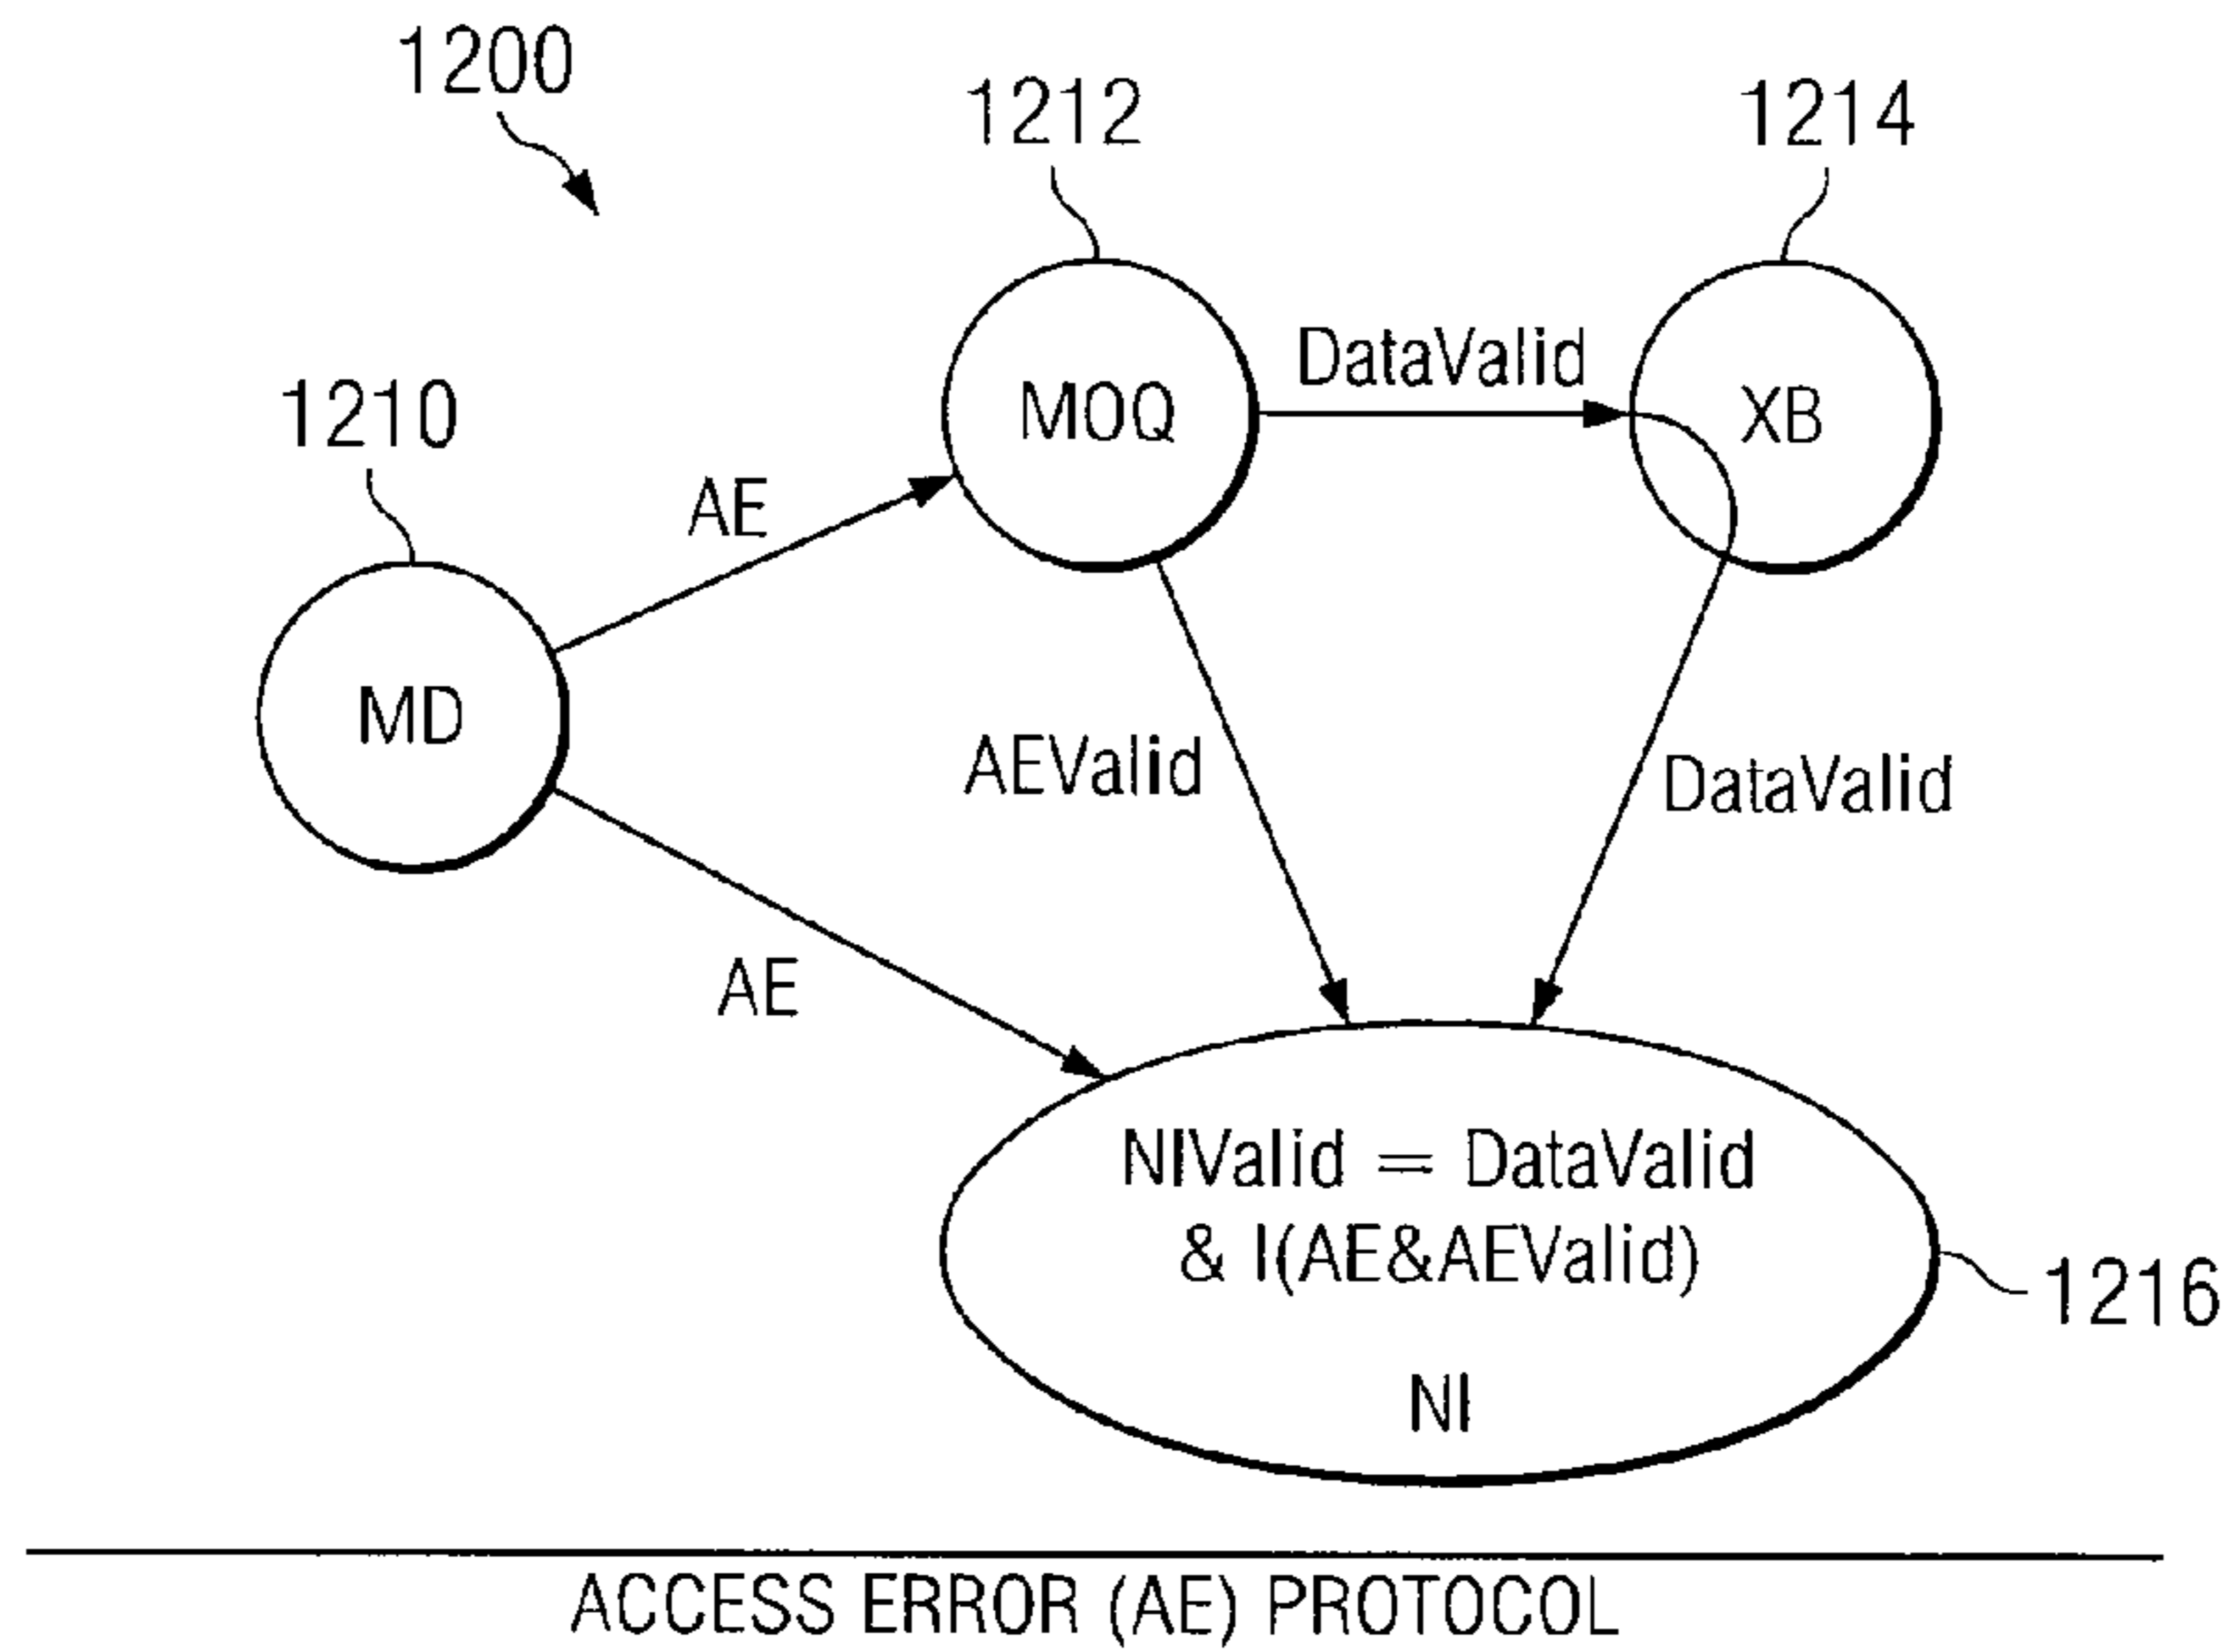 1200
1212
1214
1210
MOQ
DataValid
XB
AE
MD
AEValid
DataValid
AE
NIValid = DataValid
& I(AE&AEValid)
1216
NI
ACCESS ERROR (AE) PROTOCOL